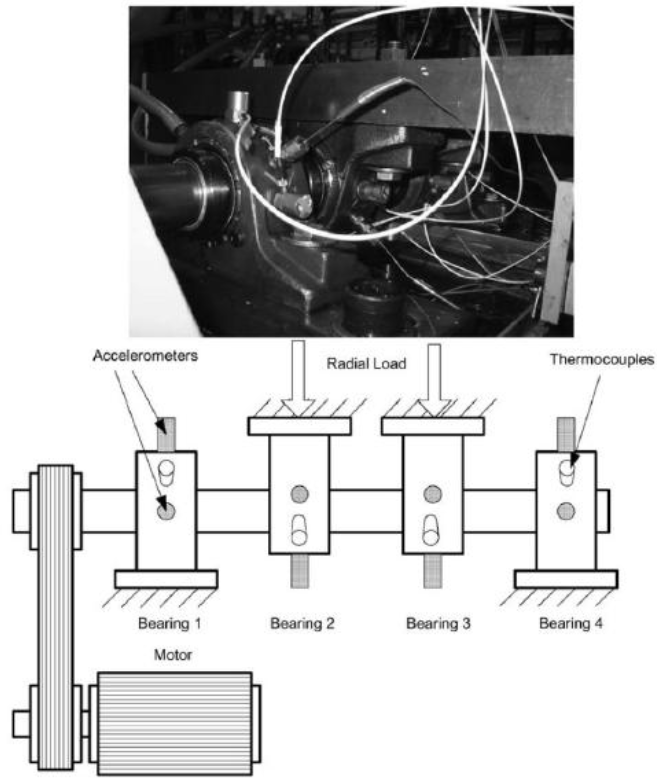 Accelerometers
Radial Load
Thermocouples
Bearing 1
Bearing 2
Bearing 3
Bearing 4
Motor